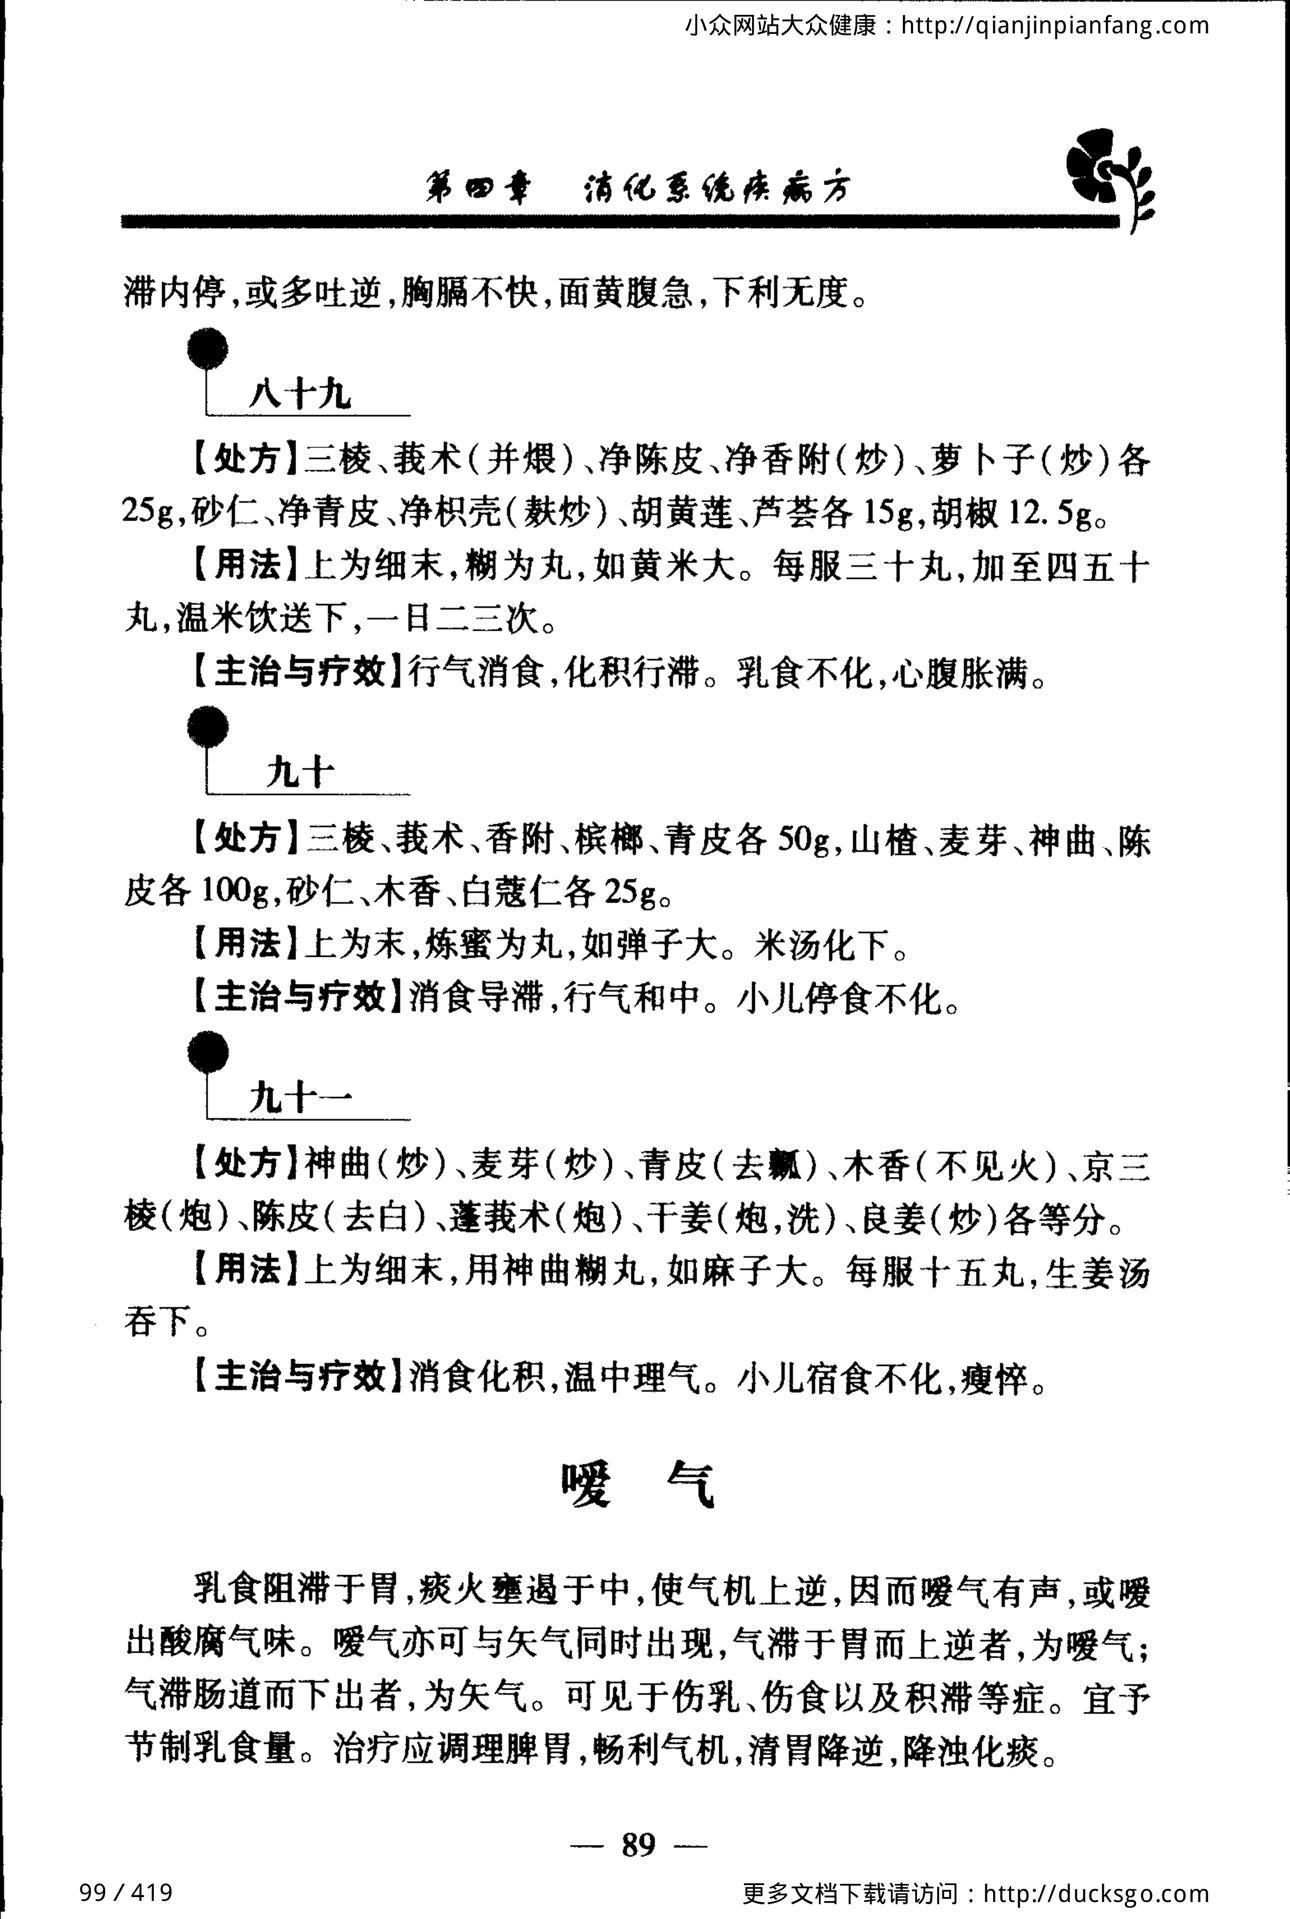 小众网站大众健康：http://qianjinpianfang.com
第四章 消化系统疾病方
滞内停,或多吐逆,胸膈不快,面黄腹急,下利无度。
八十九
【处方】三棱、莪术(并煨)、净陈皮、净香附(炒)、萝卜子(炒)各
25g,砂仁、净青皮、净枳壳(麸炒)、胡黄莲、芦荟各 15g,胡椒 12.5g。
【用法】上为细末,糊为丸,如黄米大。每服三十丸,加至四五十
丸,温米饮送下,一日二三次。
【主治与疗效】行气消食,化积行滞。乳食不化,心腹胀满。
九十
【处方】三棱、莪术、香附、槟榔、青皮各 50g,山楂、麦芽、神曲、陈
皮各 100g,砂仁、木香、白蔻仁各 25g。
【用法】上为末,炼蜜为丸,如弹子大。米汤化下。
【主治与疗效】消食导滞,行气和中。小儿停食不化。
九十一
【处方】神曲(炒)、麦芽(炒)、青皮(去瓤)、木香(不见火)、京三
棱(炮)、陈皮(去白)、蓬莪术(炮)、干姜(炮,洗)、良姜(炒)各等分。
【用法】上为细末,用神曲糊丸,如麻子大。每服十五丸,生姜汤
吞下。
【主治与疗效】消食化积,温中理气。小儿宿食不化,瘦悴。
嗳 气
乳食阻滞于胃,痰火壅遏于中,使气机上逆,因而嗳气有声,或嗳
出酸腐气味。嗳气亦可与矢气同时出现,气滞于胃而上逆者,为嗳气;
气滞肠道而下出者,为矢气。可见于伤乳、伤食以及积滞等症。宜予
节制乳食量。治疗应调理脾胃,畅利气机,清胃降逆,降浊化痰。
— 89 —
99 / 419
更多文档下载请访问：http://ducksgo.com